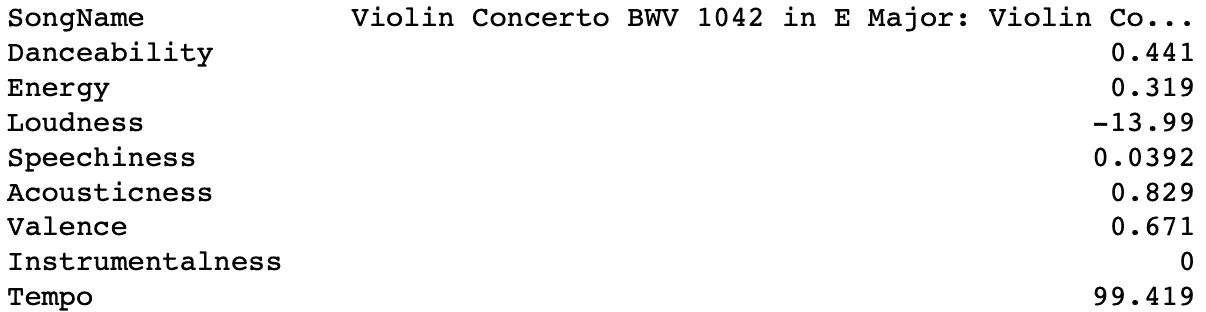 SongName Violin Concerto BWV 1042 in E Major: Violin Co...
Danceability 0.441
Energy 0.319
Loudness -13.99
Speechiness 0.0392
Acousticness 0.829
Valence 0.671
Instrumentalness 0
Tempo 99.419